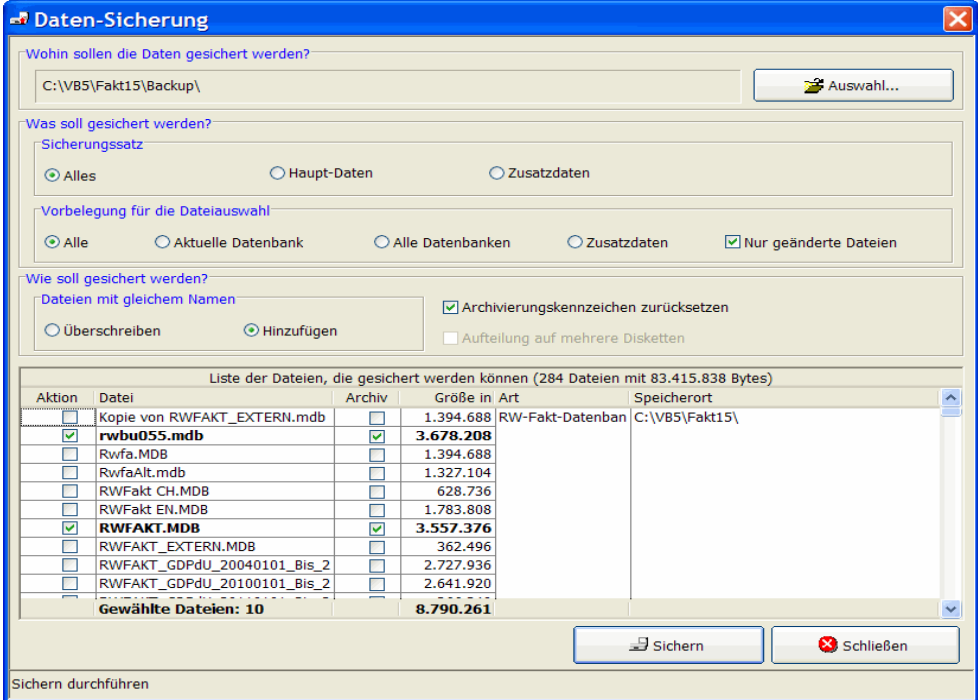 Daten-Sicherung
Wohin sollen die Daten gesichert werden?
C:\VB5\Fakt15\Backup\
Auswahl...
Was soll gesichert werden?
Sicherungssatz
Alles Haupt-Daten Zusatzdaten
Vorbelegung für die Dateiauswahl
Alle Aktuelle Datenbank Alle Datenbanken Zusatzdaten Nur geänderte Dateien
Wie soll gesichert werden?
Dateien mit gleichem Namen
Überschreiben Hinzufügen
Archivierungskennzeichen zurücksetzen
Aufteilung auf mehrere Disketten
Liste der Dateien, die gesichert werden können (284 Dateien mit 83.415.838 Bytes)
Aktion Datei Archiv Größe in Art Speicherort
Kopie von RWFAKT_EXTERN.mdb 1.394.688 RW-Fakt-Datenban C:\VB5\Fakt15\
rwbu055.mdb 3.678.208
Rwfa.MDB 1.394.688
RwfaAlt.mdb 1.327.104
RWFakt CH.MDB 628.736
RWFakt EN.MDB 1.783.808
RWFAKT.MDB 3.557.376
RWFAKT_EXTERN.MDB 362.496
RWFAKT_GDPdU_20040101_Bis_2 2.727.936
RWFAKT_GDPdU_20100101_Bis_2 2.641.920
Gewählte Dateien: 10 8.790.261
Sichern Schließen
Sichern durchführen